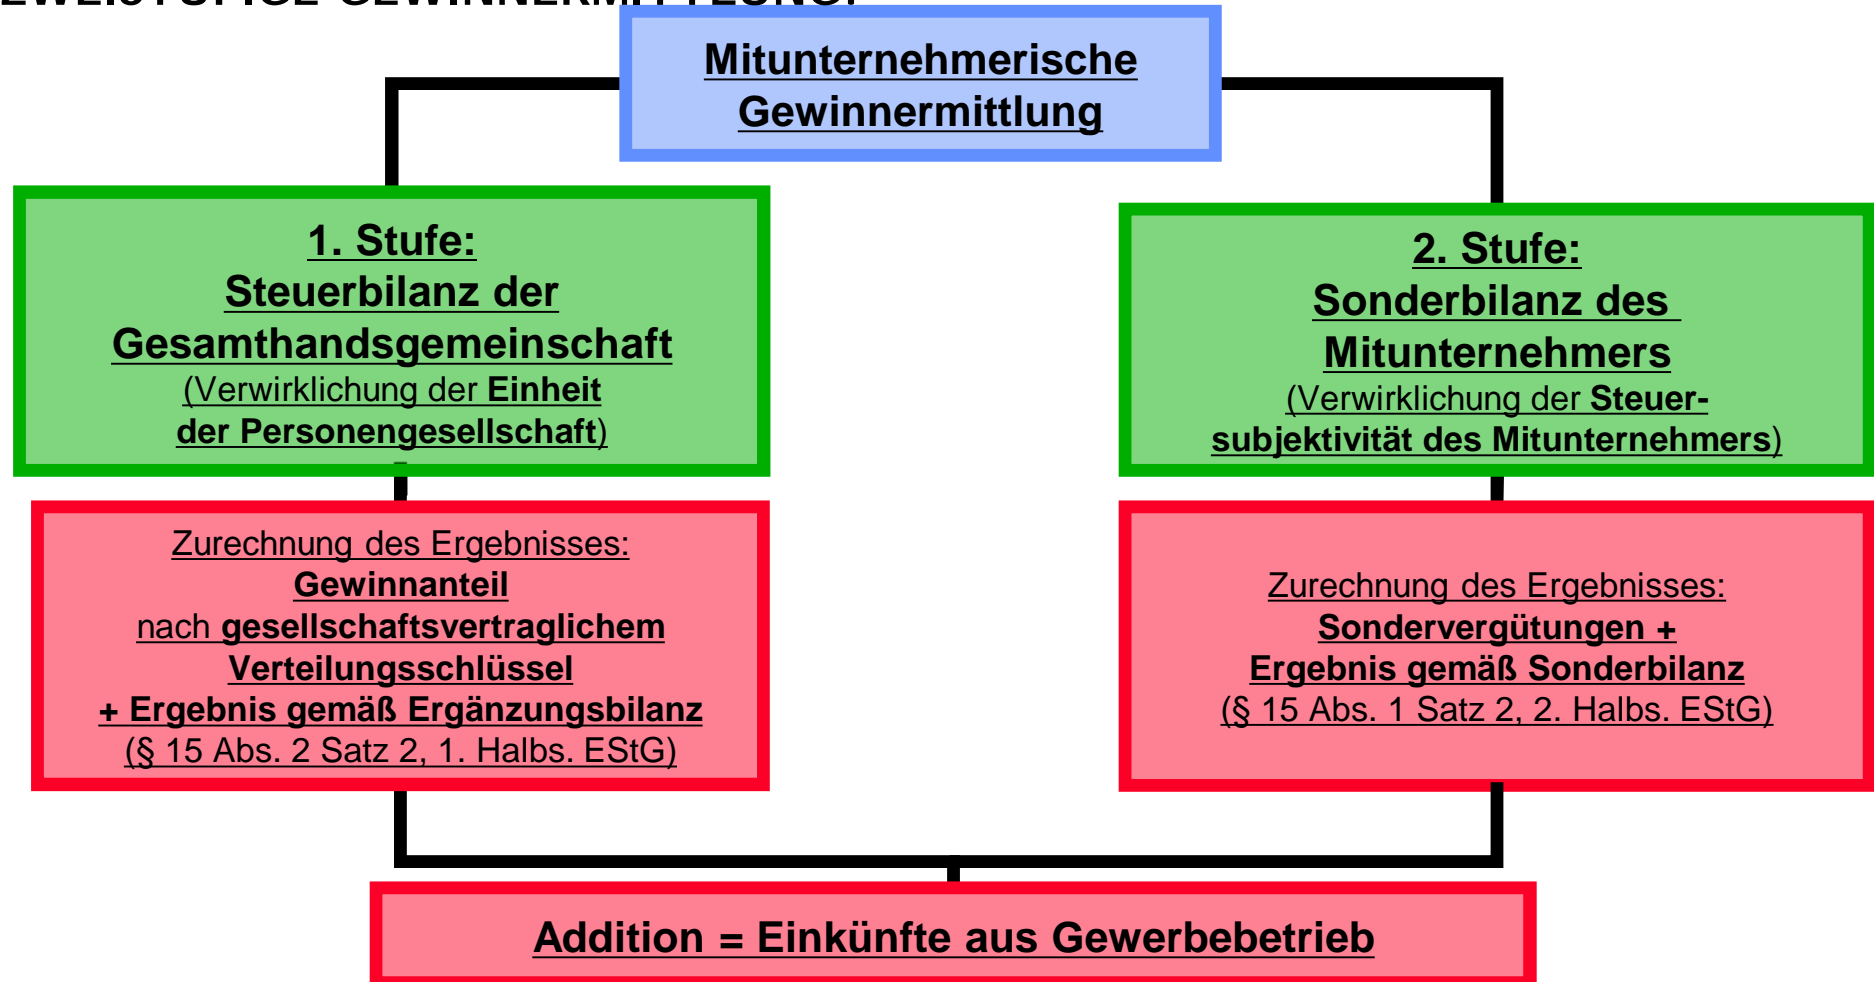 ZWEISTUFIGE GEWINNERMITTLUNG:
Mitunternehmerische
Gewinnermittlung
1. Stufe:
Steuerbilanz der
Gesamthandsgemeinschaft
(Verwirklichung der Einheit
der Personengesellschaft)
2. Stufe:
Sonderbilanz des
Mitunternehmers
(Verwirklichung der Steuer-
subjektivität des Mitunternehmers)
Zurechnung des Ergebnisses:
Gewinnanteil
nach gesellschaftsvertraglichem
Verteilungsschlüssel
+ Ergebnis gemäß Ergänzungsbilanz
(§ 15 Abs. 2 Satz 2, 1. Halbs. EStG)
Zurechnung des Ergebnisses:
Sondervergütungen +
Ergebnis gemäß Sonderbilanz
(§ 15 Abs. 1 Satz 2, 2. Halbs. EStG)
Addition = Einkünfte aus Gewerbebetrieb